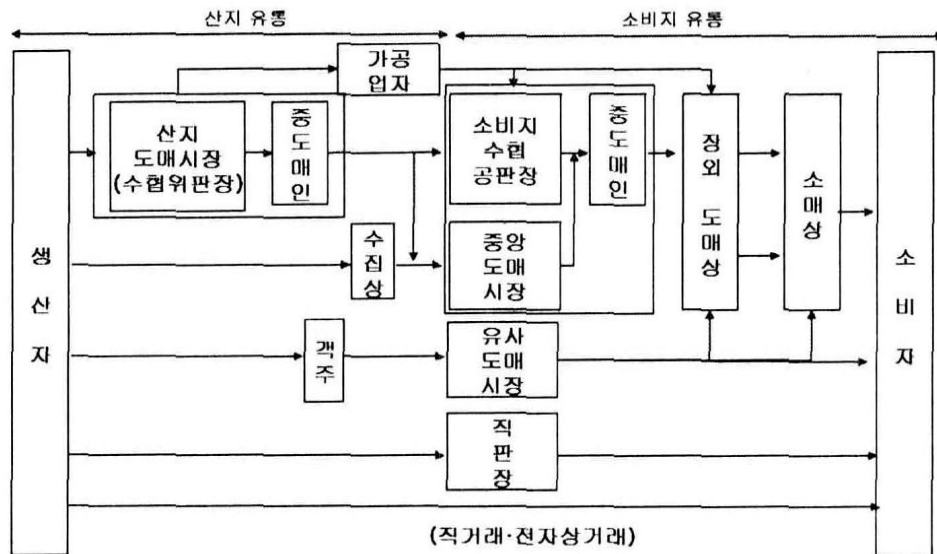 산지 유통
소비지 유통
가공
업자
산지
도매시장
(수협위판장)
중
도
매
인
소비지
수협
공판장
중
도
매
인
장
외
도
매
상
소
매
상
생
산
자
수
집
상
중앙
도매
시장
소
비
자
객
주
유사
도매
시장
직
판
장
(직거래·전자상거래)